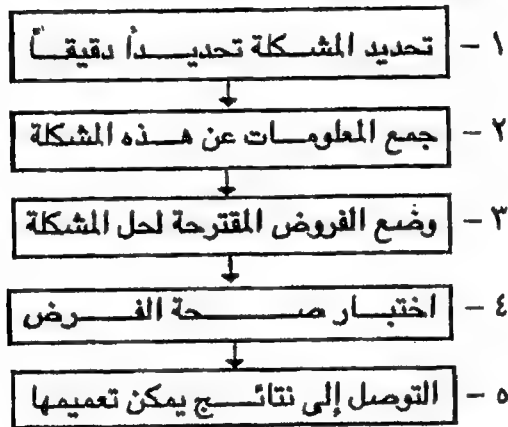 ١ - تحديد المشكلة تحديداً دقيقاً
٢ - جمع المعلومات عن هذه المشكلة
٣ - وضع الفروض المقترحة لحل المشكلة
٤ - اختبار صحة الفرض
٥ - التوصل إلى نتائج يمكن تعميمها